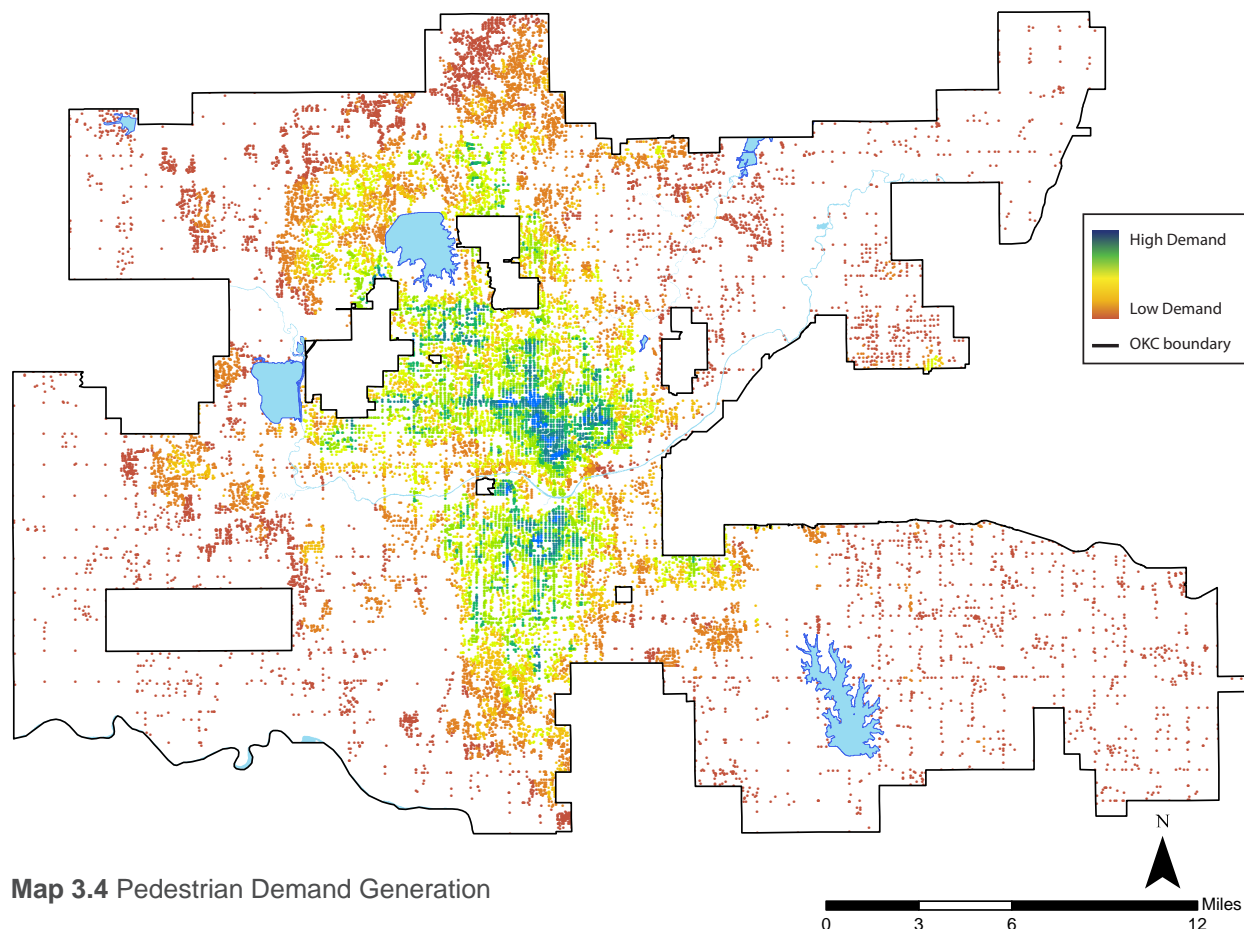 High Demand
Low Demand
OKC boundary
N
Map 3.4 Pedestrian Demand Generation
Miles
0 3 6 12